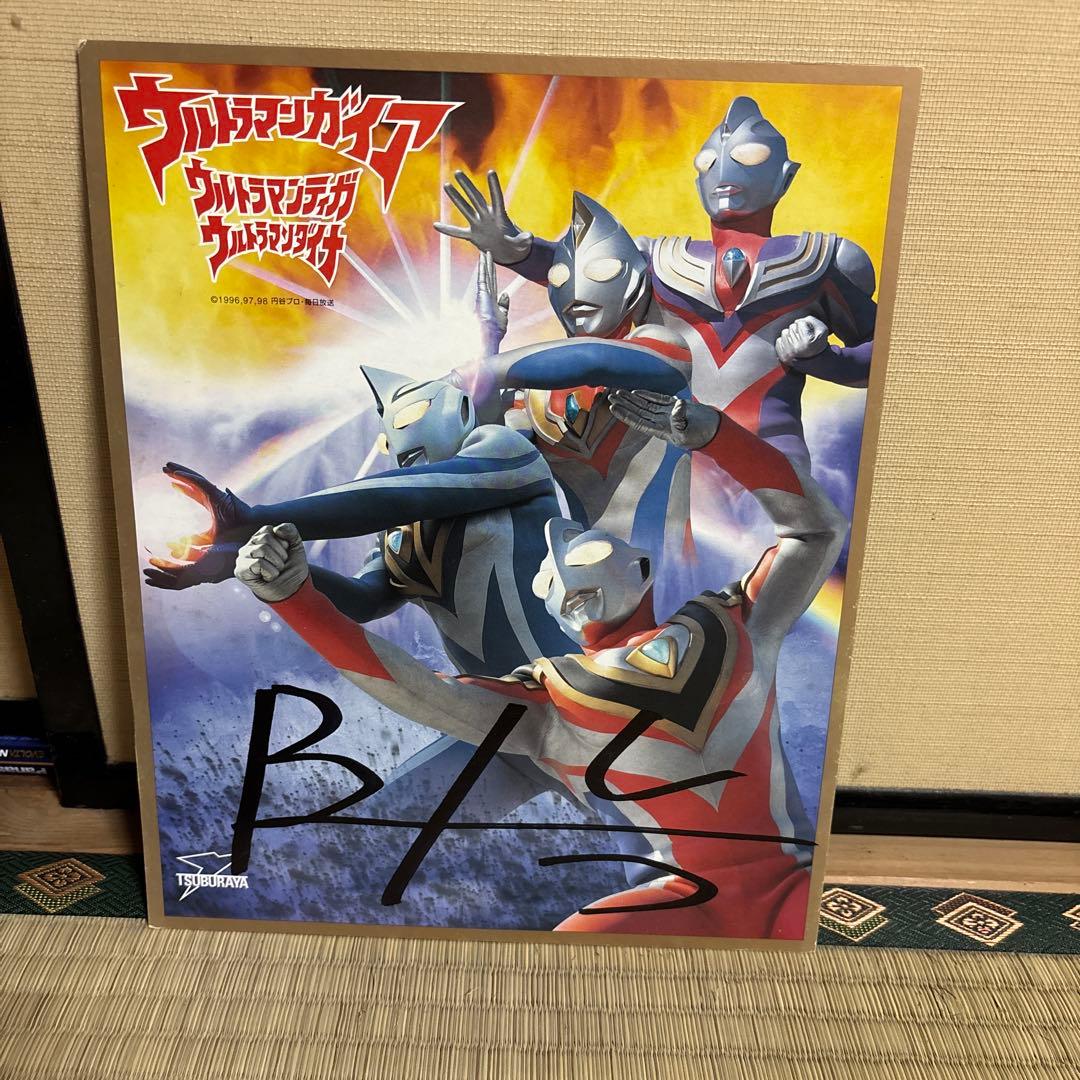 ウルトラマンガイア
ウルトラマンティガ
ウルトラマンダイナ
©1996,97,98 円谷プロ・毎日放送
TSUBURAYA
EVOLTA